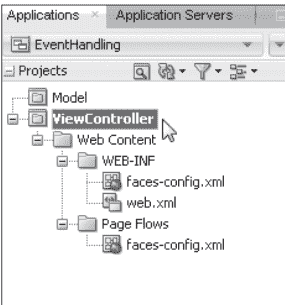 Applications Application Servers
EventHandling
Projects
Model
ViewController
Web Content
WEB-INF
faces-config.xml
web.xml
Page Flows
faces-config.xml